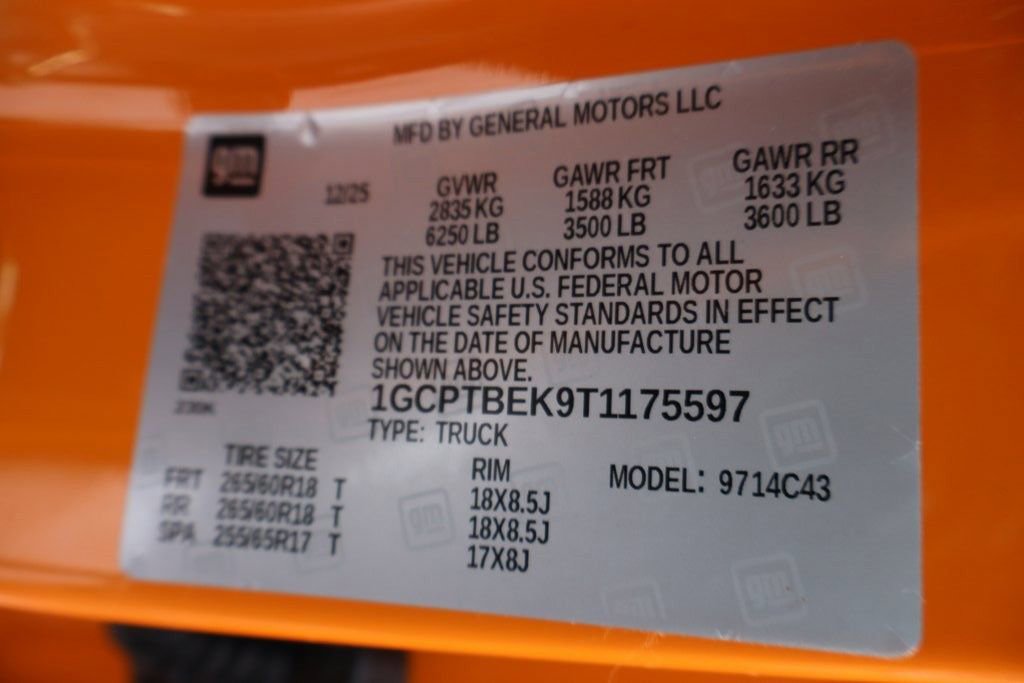 MFD BY GENERAL MOTORS LLC
gm
12/25
GVWR GAWR FRT GAWR RR
2835 KG 1588 KG 1633 KG
6250 LB 3500 LB 3600 LB
THIS VEHICLE CONFORMS TO ALL
APPLICABLE U.S. FEDERAL MOTOR
VEHICLE SAFETY STANDARDS IN EFFECT
ON THE DATE OF MANUFACTURE
SHOWN ABOVE.
1GCPTBEK9T1175597
TYPE: TRUCK
TIRE SIZE RIM MODEL: 9714C43
FRT 265/60R18 T 18X8.5J
RR 265/60R18 T 18X8.5J
SPA 255/65R17 T 17X8J